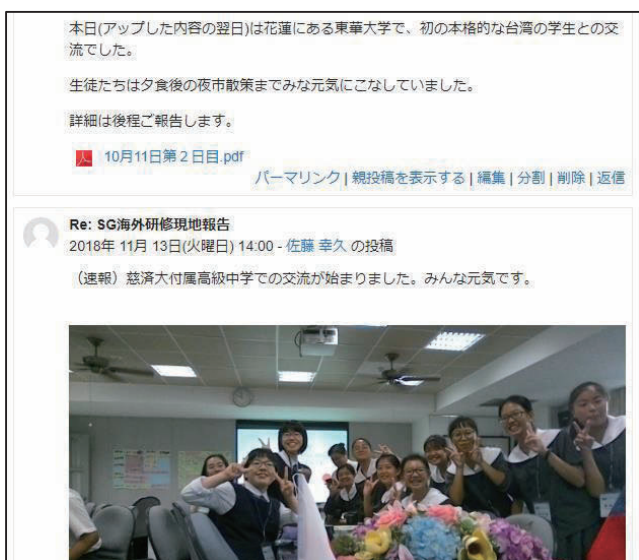 本日(アップした内容の翌日)は花蓮にある東華大学で、初の本格的な台湾の学生との交
流でした。
生徒たちは夕食後の夜市散策までみな元気にこなしていました。
詳細は後程ご報告します。
10月11日第２日目.pdf
パーマリンク | 親投稿を表示する | 編集 | 分割 | 削除 | 返信
Re: SG海外研修現地報告
2018年 11月 13日(火曜日) 14:00 - 佐藤 幸久 の投稿
（速報）慈済大付属高級中学での交流が始まりました。みんな元気です。